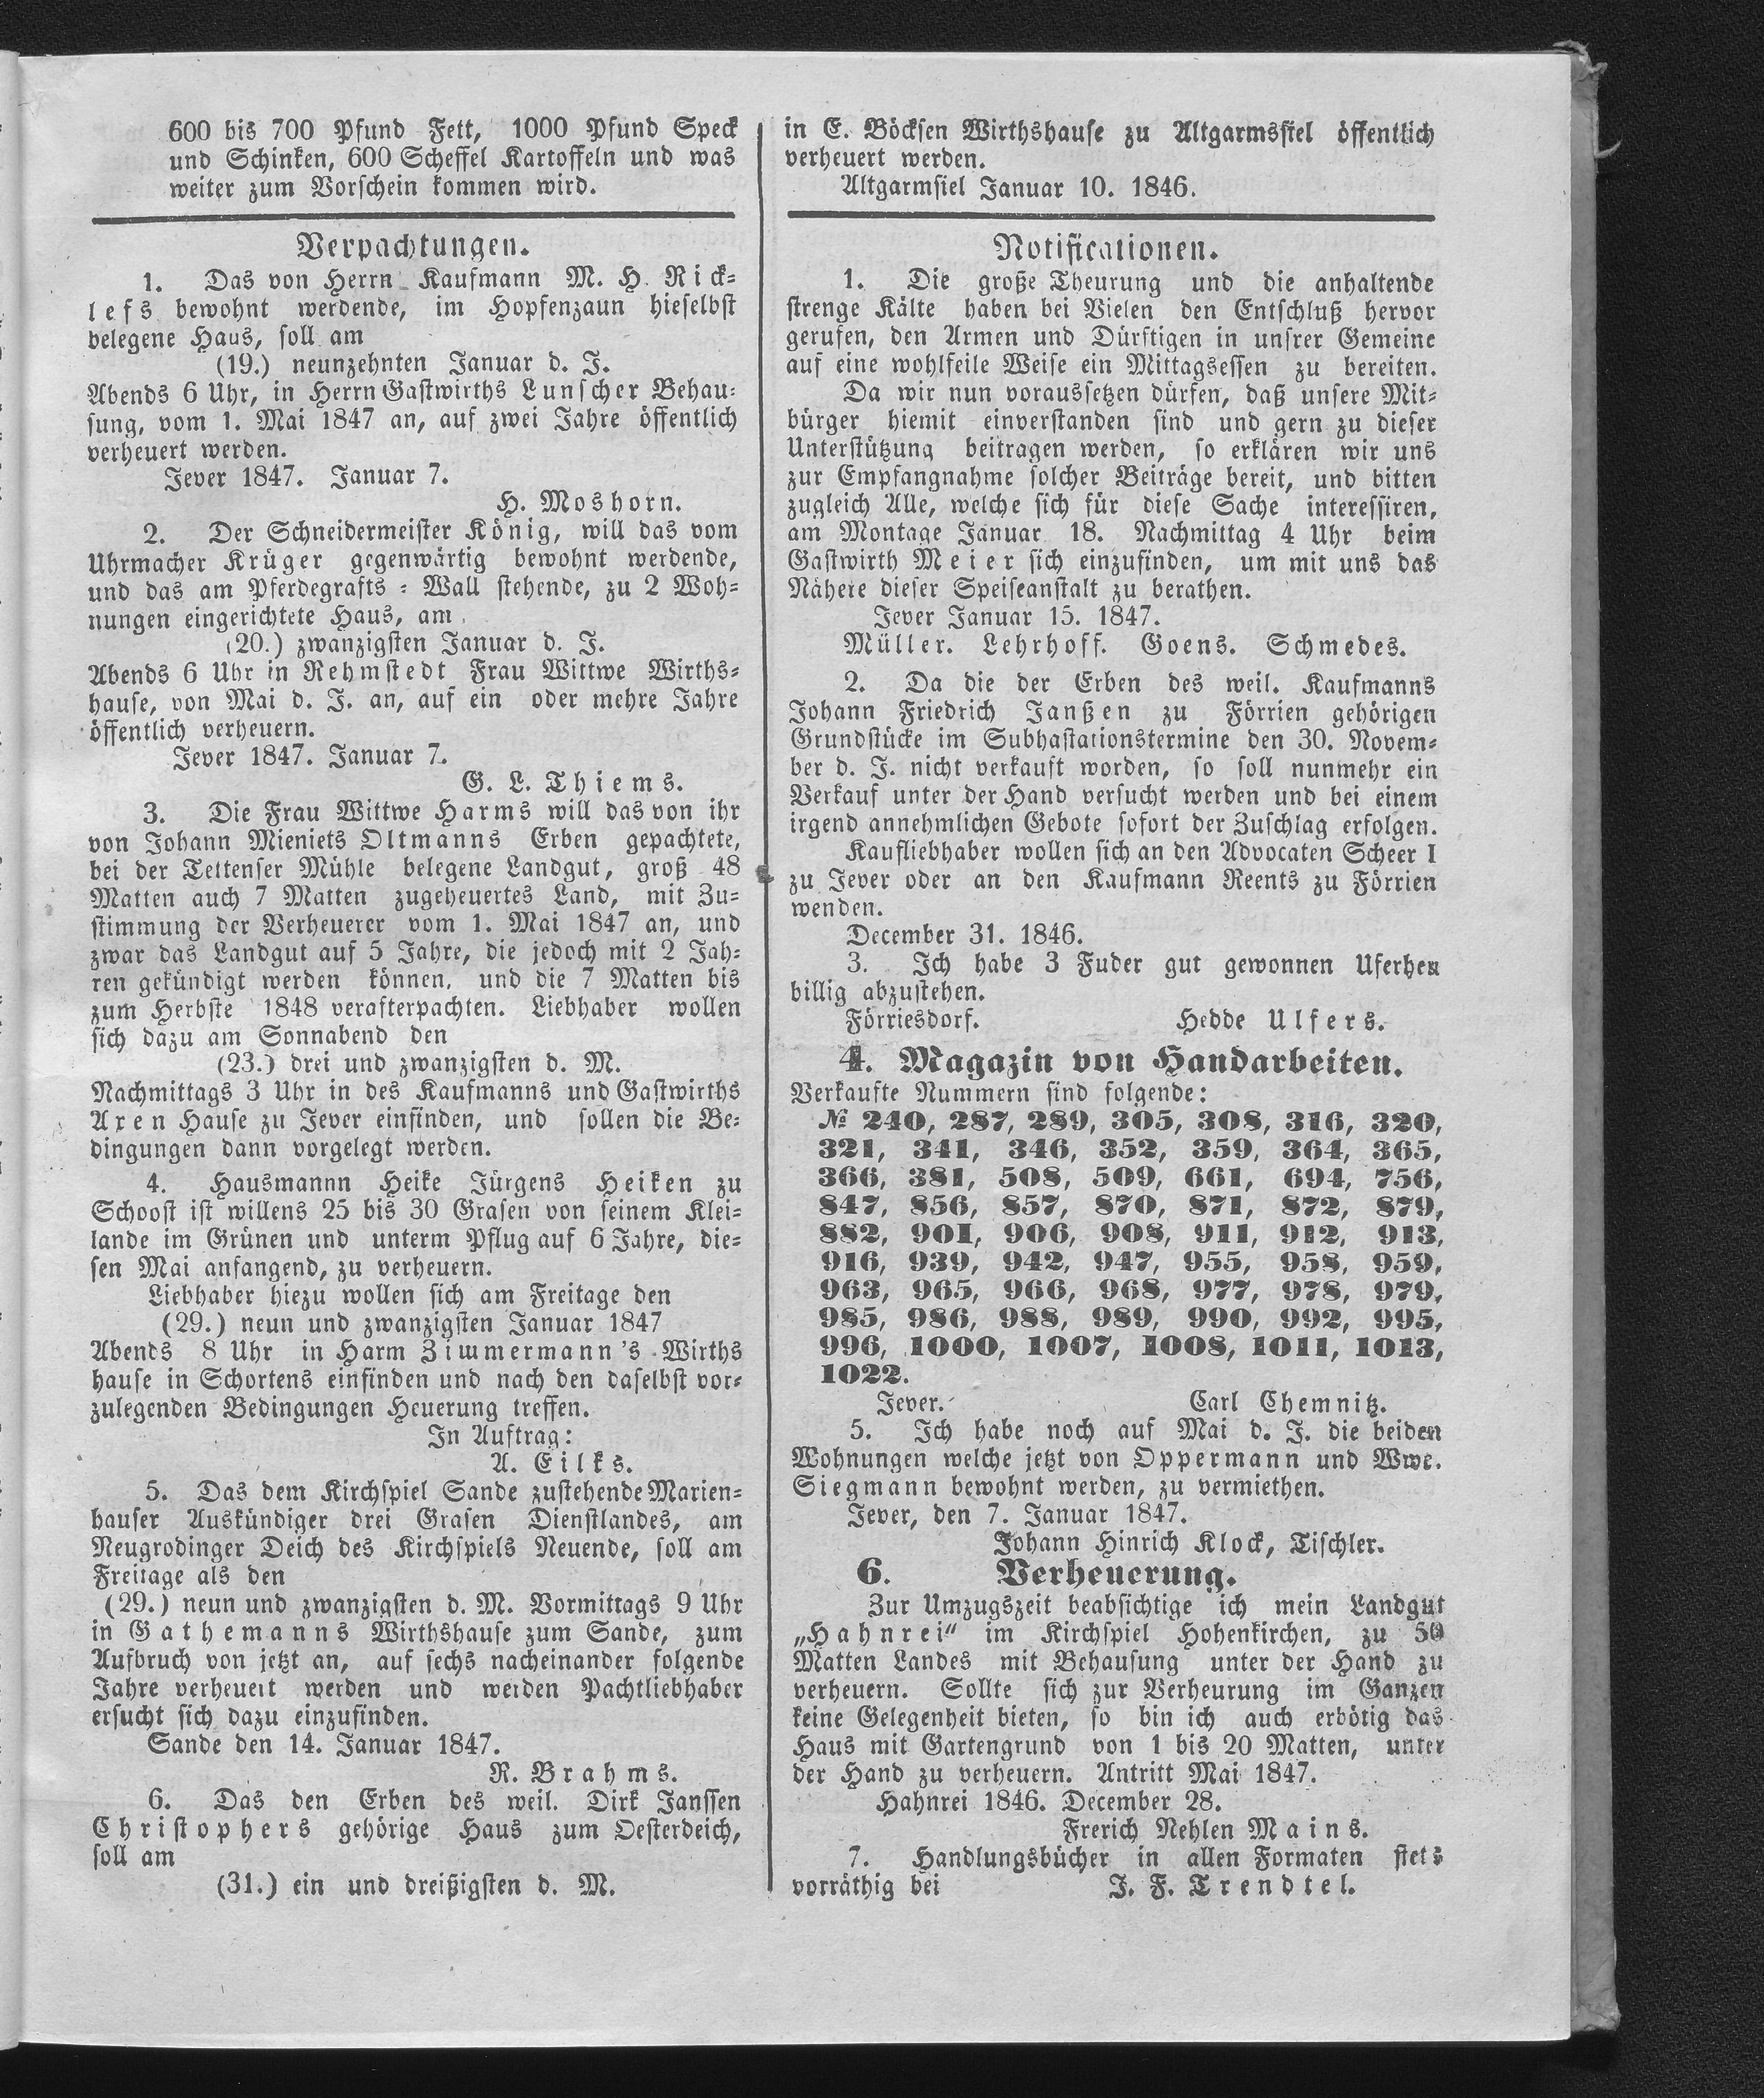 600 bis 700 Pfund Fett, 1000 Pfund Speck
und Schinken, 600 Scheffel Kartoffeln und was
weiter zum Vorschein kommen wird.
Verpachtungen.
1. Das von Herrn Kaufmann M. H. Rick=
lefs bewohnt werdende, im Hopfenzaun hieselbst
belegene Haus, soll am
(19.) neunzehnten Januar d. J.
Abends 6 Uhr, in Herrn Gastwirths Lunscher Behau=
sung, vom 1. Mai 1847 an, auf zwei Jahre öffentlich
verheuert werden.
Jever 1847. Januar 7.
H. Moshorn.
2. Der Schneidermeister König, will das vom
Uhrmacher Krüger gegenwärtig bewohnt werdende,
und das am Pferdegrafts=Wall stehende, zu 2 Woh=
nungen eingerichtete Haus, am
(20.) zwanzigsten Januar d. J.
Abends 6 Uhr in Rehmstedt Frau Wittwe Wirths=
hause, von Mai d. J. an, auf ein oder mehre Jahre
öffentlich verheuern.
Jever 1847. Januar 7.
G. L. Thiems.
3. Die Frau Wittwe Harms will das von ihr
von Johann Mieniets Oltmanns Erben gepachtete,
bei der Tettenser Mühle belegene Landgut, groß 48
Matten auch 7 Matten zugeheuertes Land, mit Zu=
stimmung der Verheuerer vom 1. Mai 1847 an, und
zwar das Landgut auf 5 Jahre, die jedoch mit 2 Jah=
ren gekündigt werden können, und die 7 Matten bis
zum Herbste 1848 verafterpachten. Liebhaber wollen
sich dazu am Sonnabend den
(23.) drei und zwanzigsten d. M.
Nachmittags 3 Uhr in des Kaufmanns und Gastwirths
Aren Hause zu Jever einfinden, und sollen die Be=
dingungen dann vorgelegt werden.
4. Hausmannn Heike Jürgens Heiken zu
Schoost ist willens 25 bis 30 Grasen von seinem Klei=
lande im Grünen und unterm Pflug auf 6 Jahre, die=
sen Mai anfangend, zu verheuern.
Liebhaber hiezu wollen sich am Freitage den
(29.) neun und zwanzigsten Januar 1847
Abends 8 Uhr in Harm Zimmermann's Wirths
hause in Schortens einfinden und nach den daselbst vor=
zulegenden Bedingungen Heuerung treffen.
In Auftrag:
A. Eilks.
5. Das dem Kirchspiel Sande zustehende Marien=
hauser Auskündiger drei Grasen Dienstlandes, am
Neugrodinger Deich des Kirchspiels Neuende, soll am
Freitage als den
(29.) neun und zwanzigsten d. M. Vormittags 9 Uhr
in Gathemanns Wirthshause zum Sande, zum
Aufbruch von jetzt an, auf sechs nacheinander folgende
Jahre verheuert werden und werden Pachtliebhaber
ersucht sich dazu einzufinden.
Sande den 14. Januar 1847.
R. Brahms.
6. Das den Erben des weil. Dirk Janssen
Christophers gehörige Haus zum Oesterdeich,
soll am
(31.) ein und dreißigsten d. M.
in E. Böcksen Wirthshause zu Altgarmssiel öffentlich
verheuert werden.
Altgarmsiel Januar 10. 1846.
Notificationen.
1. Die große Theurung und die anhaltende
strenge Kälte haben bei Vielen den Entschluß hervor
gerufen, den Armen und Dürftigen in unsrer Gemeine
auf eine wohlfeile Weise ein Mittagsessen zu bereiten.
Da wir nun voraussetzen dürfen, daß unsere Mit=
bürger hiemit einverstanden sind und gern zu dieser
Unterstützung beitragen werden, so erklären wir uns
zur Empfangnahme solcher Beiträge bereit, und bitten
zugleich Alle, welche sich für diese Sache interessiren,
am Montage Januar 18. Nachmittag 4 Uhr beim
Gastwirth Meier sich einzufinden, um mit uns das
Nähere dieser Speiseanstalt zu berathen.
Jever Januar 15. 1847.
Müller. Lehrhoff. Goens. Schmedes.
2. Da die der Erben des weil. Kaufmanns
Johann Friedrich Janßen zu Förrien gehörigen
Grundstücke im Subhastationstermine den 30. Novem=
ber d. J. nicht verkauft worden, so soll nunmehr ein
Verkauf unter der Hand versucht werden und bei einem
irgend annehmlichen Gebote sofort der Zuschlag erfolgen.
Kaufliebhaber wollen sich an den Advocaten Scheer I
zu Jever oder an den Kaufmann Reents zu Förrien
wenden.
December 31. 1846.
3. Ich habe 3 Fuder gut gewonnen Uferheu
billig abzustehen.
Förriesdorf. Hedde Ulfers.
4. Magazin von Handarbeiten.
Verkaufte Nummern sind folgende:
№ 240, 287, 289, 305, 308, 316, 320,
321, 341, 346, 352, 359, 364, 365,
366, 381, 508, 509, 661, 694, 756,
847, 856, 857, 870, 871, 872, 879,
882, 901, 906, 908, 911, 912, 913,
916, 939, 942, 947, 955, 958, 959,
963, 965, 966, 968, 977, 978, 979,
985, 986, 988, 989, 990, 992, 995,
996, 1000, 1007, 1008, 1011, 1013,
1022.
Jever. Carl Chemnitz.
5. Ich habe noch auf Mai d. J. die beiden
Wohnungen welche jetzt von Oppermann und Wwe.
Siegmann bewohnt werden, zu vermiethen.
Jever, den 7. Januar 1847.
Johann Hinrich Klock, Tischler.
6. Verheuerung.
Zur Umzugszeit beabsichtige ich mein Landgut
„Hahnrei“ im Kirchspiel Hohenkirchen, zu 50
Matten Landes mit Behausung unter der Hand zu
verheuern. Sollte sich zur Verheurung im Ganzen
keine Gelegenheit bieten, so bin ich auch erbötig das
Haus mit Gartengrund von 1 bis 20 Matten, unter
der Hand zu verheuern. Antritt Mai 1847.
Hahnrei 1846. December 28.
Frerich Nehlen Mains.
7. Handlungsbücher in allen Formaten stets
vorräthig bei J. F. Trendtel.